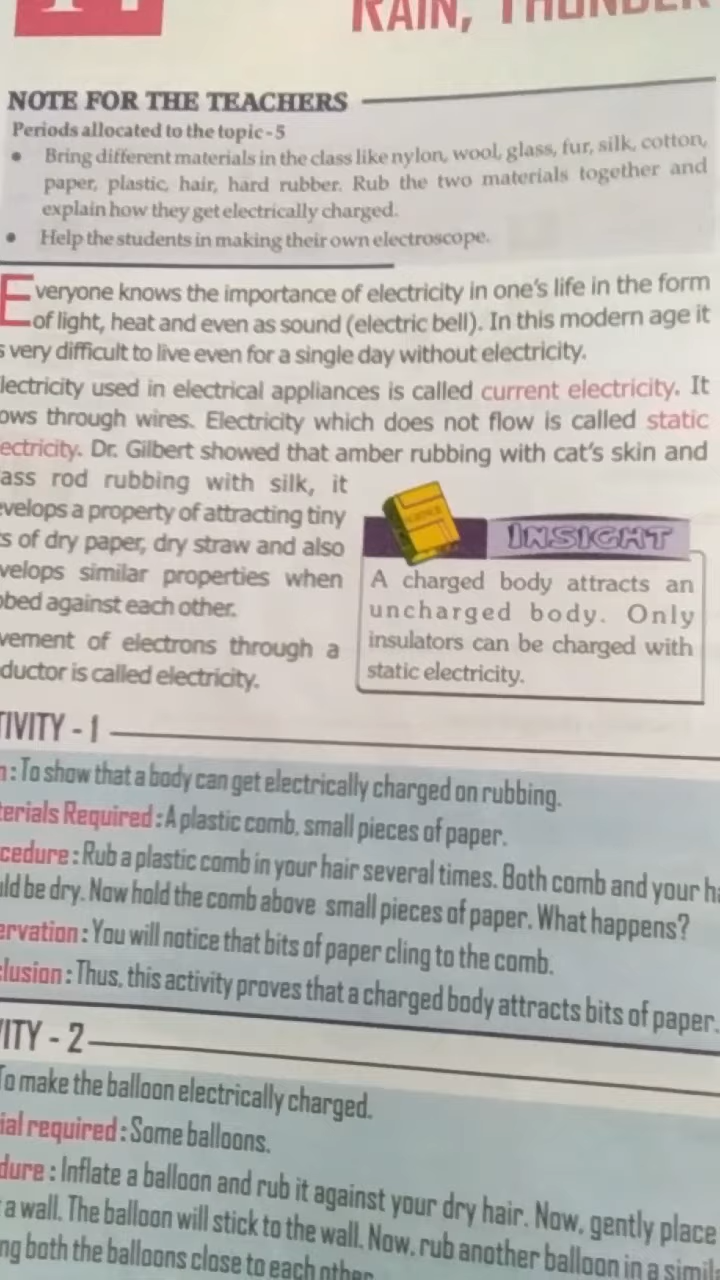 RAIN, THUNDER
NOTE FOR THE TEACHERS
Periods allocated to the topic - 5
• Bring different materials in the class like nylon, wool, glass, fur, silk, cotton,
paper, plastic, hair, hard rubber. Rub the two materials together and
explain how they get electrically charged.
• Help the students in making their own electroscope.
Everyone knows the importance of electricity in one's life in the form
of light, heat and even as sound (electric bell). In this modern age it
s very difficult to live even for a single day without electricity.
lectricity used in electrical appliances is called current electricity. It
ows through wires. Electricity which does not flow is called static
ectricity. Dr. Gilbert showed that amber rubbing with cat's skin and
ass rod rubbing with silk, it
evelops a property of attracting tiny
ts of dry paper, dry straw and also
velops similar properties when
bbed against each other.
vement of electrons through a
ductor is called electricity.
SCIENCE
INSIGHT
A charged body attracts an
uncharged body. Only
insulators can be charged with
static electricity.
TIVITY - 1
n : To show that a body can get electrically charged on rubbing.
terials Required : A plastic comb, small pieces of paper.
cedure : Rub a plastic comb in your hair several times. Both comb and your ha
uld be dry. Now hold the comb above small pieces of paper. What happens?
ervation : You will notice that bits of paper cling to the comb.
clusion : Thus, this activity proves that a charged body attracts bits of paper.
ITY - 2
To make the balloon electrically charged.
ial required : Some balloons.
dure : Inflate a balloon and rub it against your dry hair. Now, gently place
a wall. The balloon will stick to the wall. Now, rub another balloon in a simila
ng both the balloons close to each other.